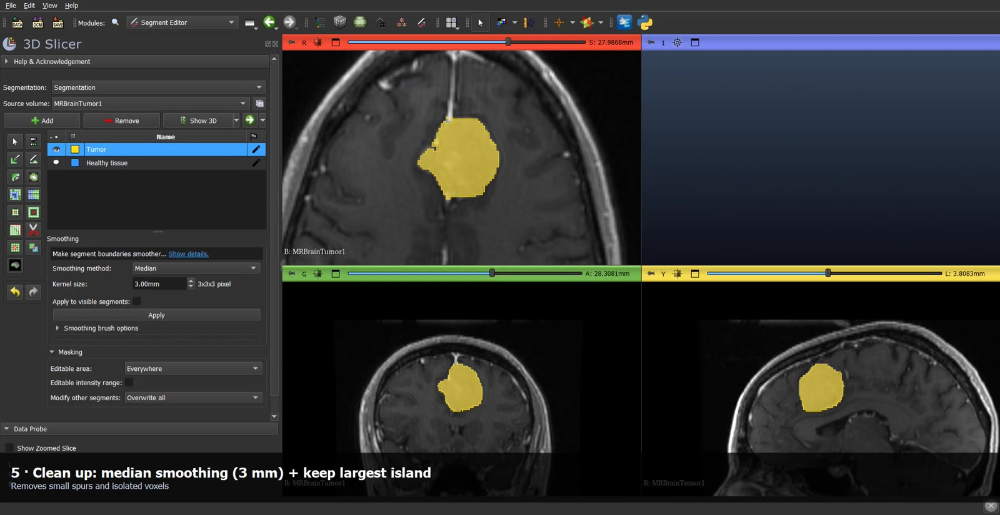 File Edit View Help
DATA DCM SAVE Modules: Segment Editor
3D Slicer
Help & Acknowledgement
Segmentation: Segmentation
Source volume: MRBrainTumor1
Add Remove Show 3D
Name
Tumor
Healthy tissue
Smoothing
Make segment boundaries smoother... Show details.
Smoothing method: Median
Kernel size: 3.00mm 3x3x3 pixel
Apply to visible segments:
Apply
Smoothing brush options
Masking
Editable area: Everywhere
Editable intensity range:
Modify other segments: Overwrite all
Data Probe
Show Zoomed Slice
R S: 27.9868mm
B: MRBrainTumor1
1
G A: 28.3081mm
B: MRBrainTumor1
Y L: 3.8083mm
B: MRBrainTumor1
5 · Clean up: median smoothing (3 mm) + keep largest island
Removes small spurs and isolated voxels